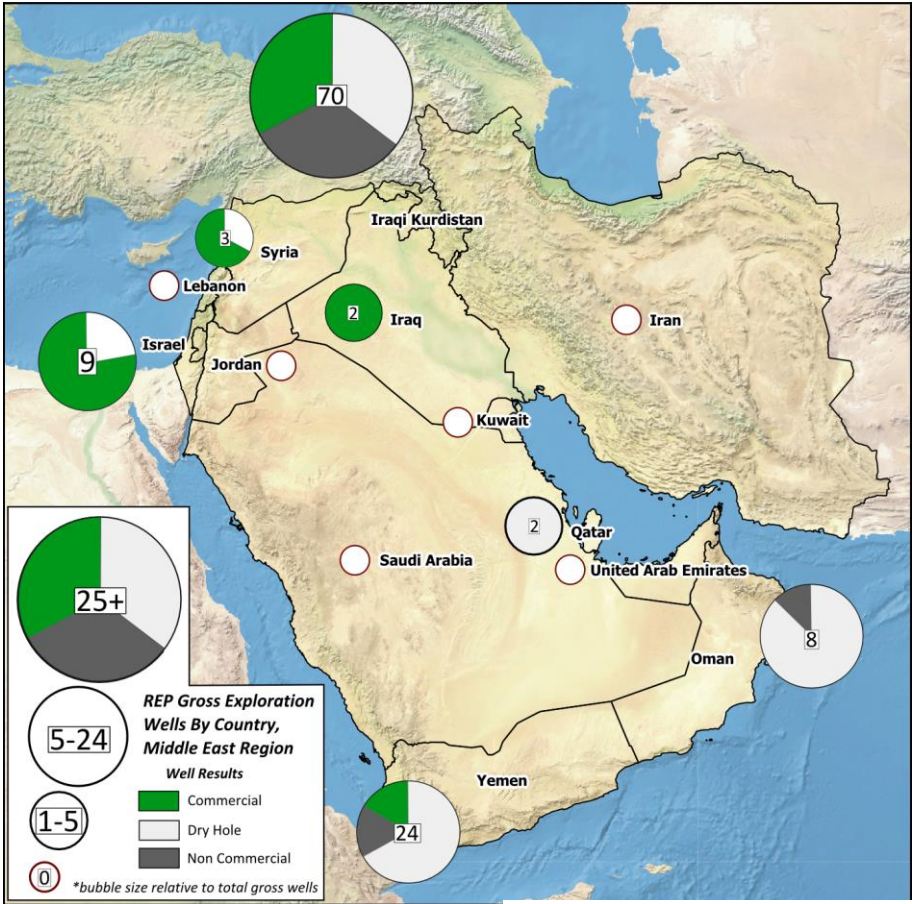 70
Iraqi Kurdistan
3
Syria
Lebanon
2
Iraq
Iran
Israel
9
Jordan
Kuwait
2
Qatar
Saudi Arabia
United Arab Emirates
8
Oman
Yemen
24
25+
REP Gross Exploration
Wells By Country,
Middle East Region
5-24
Well Results
Commercial
1-5
Dry Hole
Non Commercial
0
*bubble size relative to total gross wells